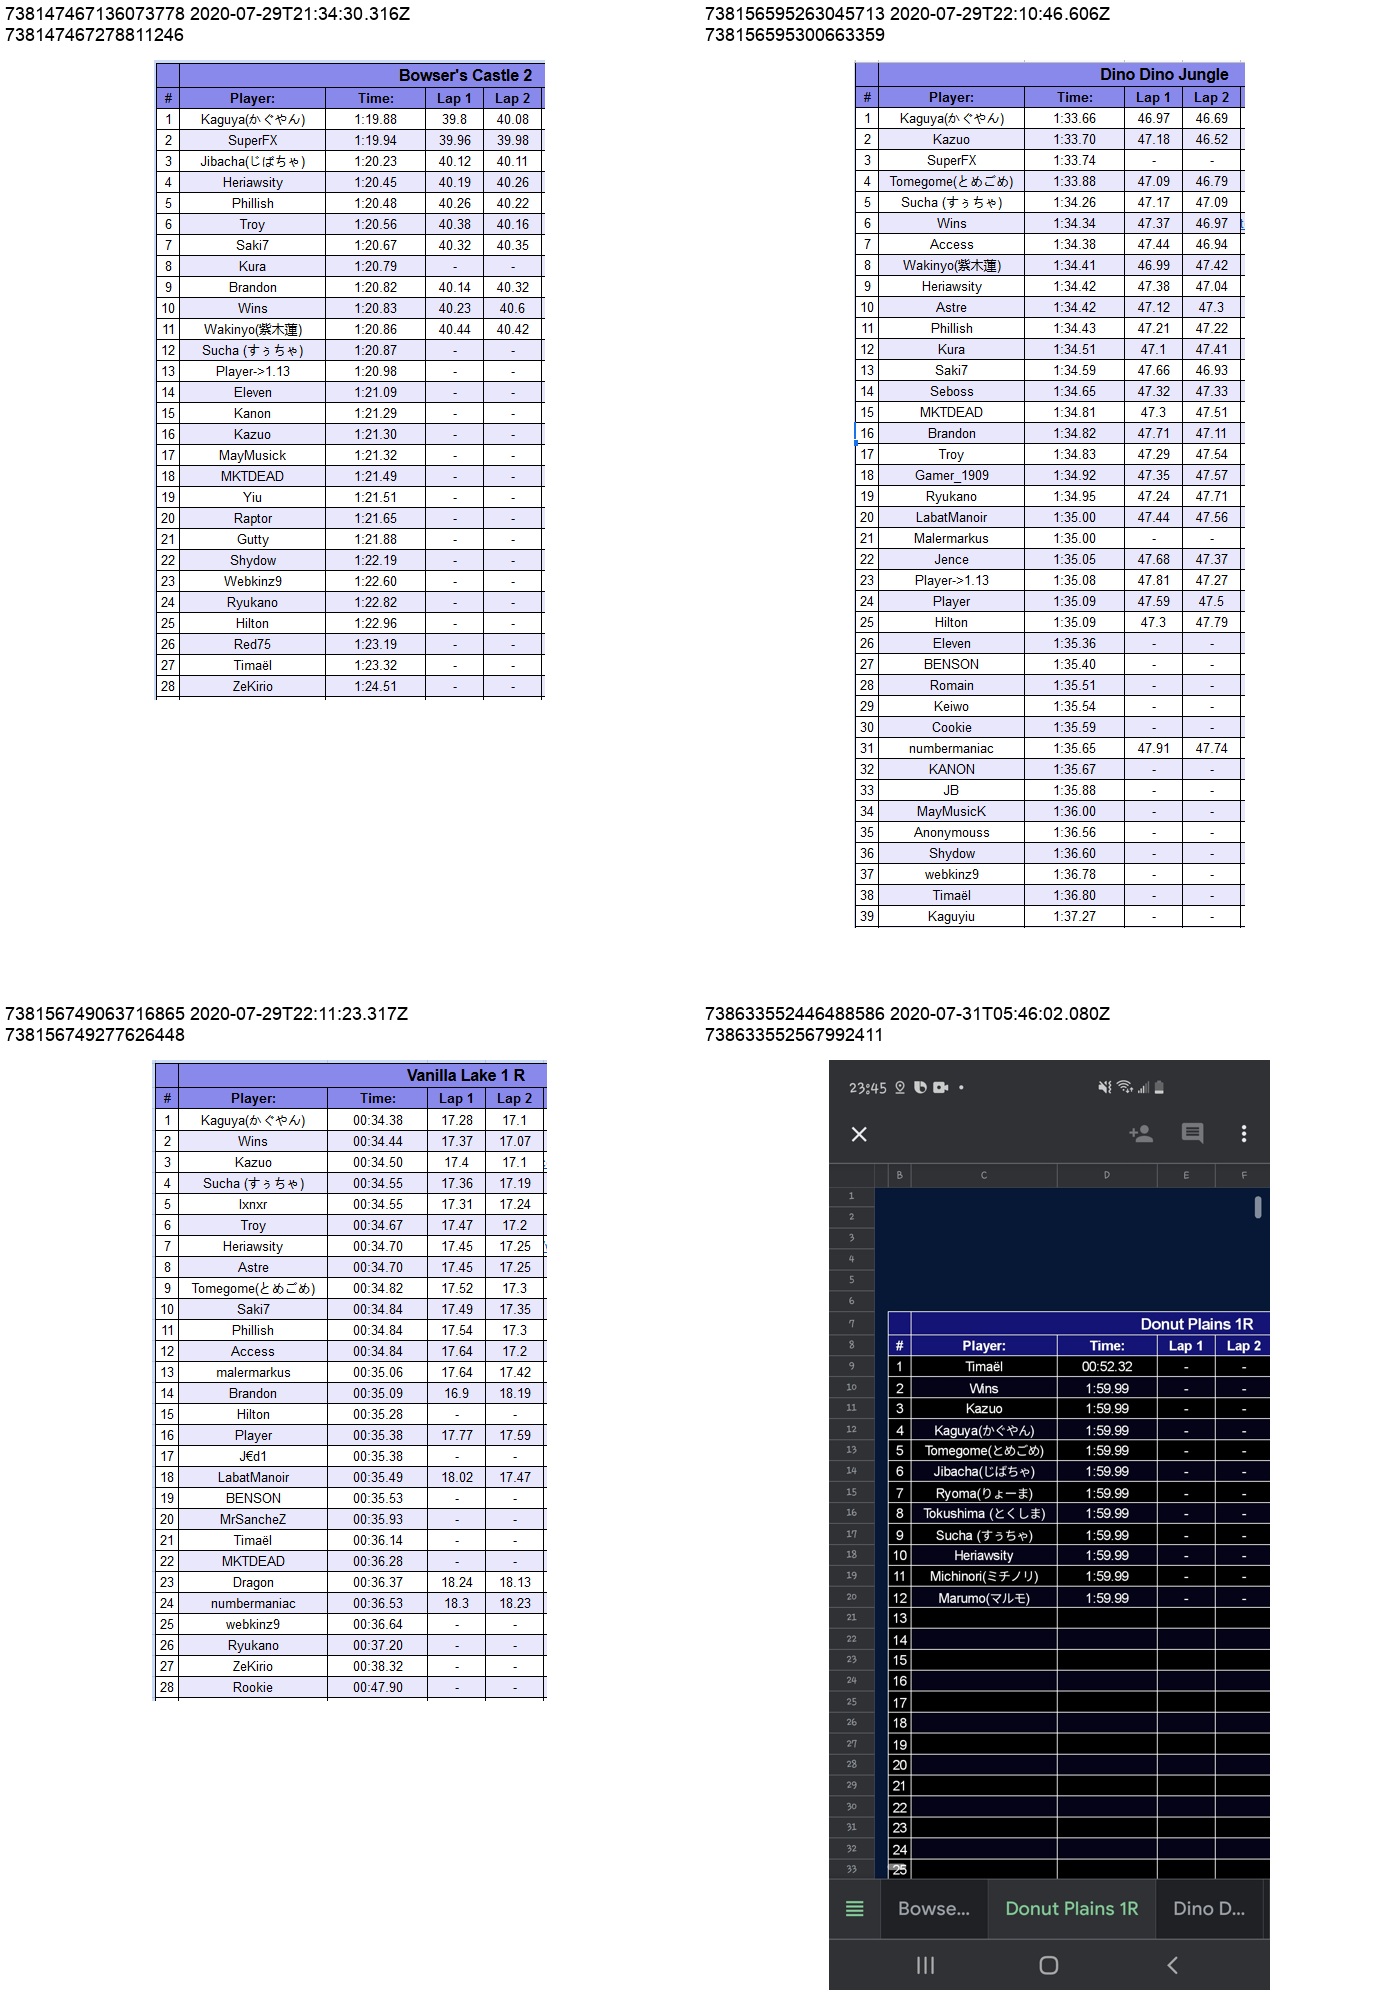 738147467136073778 2020-07-29T21:34:30.316Z
738147467278811246
Bowser's Castle 2
# Player: Time: Lap 1 Lap 2
1 Kaguya(かぐやん) 1:19.88 39.8 40.08
2 SuperFX 1:19.94 39.96 39.98
3 Jibacha(じばちゃ) 1:20.23 40.12 40.11
4 Heriawsity 1:20.45 40.19 40.26
5 Phillish 1:20.48 40.26 40.22
6 Troy 1:20.56 40.38 40.16
7 Saki7 1:20.67 40.32 40.35
8 Kura 1:20.79 - -
9 Brandon 1:20.82 40.14 40.32
10 Wins 1:20.83 40.23 40.6
11 Wakinyo(紫木蓮) 1:20.86 40.44 40.42
12 Sucha (すぅちゃ) 1:20.87 - -
13 Player->1.13 1:20.98 - -
14 Eleven 1:21.09 - -
15 Kanon 1:21.29 - -
16 Kazuo 1:21.30 - -
17 MayMusick 1:21.32 - -
18 MKTDEAD 1:21.49 - -
19 Yiu 1:21.51 - -
20 Raptor 1:21.65 - -
21 Gutty 1:21.88 - -
22 Shydow 1:22.19 - -
23 Webkinz9 1:22.60 - -
24 Ryukano 1:22.82 - -
25 Hilton 1:22.96 - -
26 Red75 1:23.19 - -
27 Timaël 1:23.32 - -
28 ZeKirio 1:24.51 - -
738156595263045713 2020-07-29T22:10:46.606Z
738156595300663359
Dino Dino Jungle
# Player: Time: Lap 1 Lap 2
1 Kaguya(かぐやん) 1:33.66 46.97 46.69
2 Kazuo 1:33.70 47.18 46.52
3 SuperFX 1:33.74 - -
4 Tomegome(とめごめ) 1:33.88 47.09 46.79
5 Sucha (すぅちゃ) 1:34.26 47.17 47.09
6 Wins 1:34.34 47.37 46.97
7 Access 1:34.38 47.44 46.94
8 Wakinyo(紫木蓮) 1:34.41 46.99 47.42
9 Heriawsity 1:34.42 47.38 47.04
10 Astre 1:34.42 47.12 47.3
11 Phillish 1:34.43 47.21 47.22
12 Kura 1:34.51 47.1 47.41
13 Saki7 1:34.59 47.66 46.93
14 Seboss 1:34.65 47.32 47.33
15 MKTDEAD 1:34.81 47.3 47.51
16 Brandon 1:34.82 47.71 47.11
17 Troy 1:34.83 47.29 47.54
18 Gamer_1909 1:34.92 47.35 47.57
19 Ryukano 1:34.95 47.24 47.71
20 LabatManoir 1:35.00 47.44 47.56
21 Malermarkus 1:35.00 - -
22 Jence 1:35.05 47.68 47.37
23 Player->1.13 1:35.08 47.81 47.27
24 Player 1:35.09 47.59 47.5
25 Hilton 1:35.09 47.3 47.79
26 Eleven 1:35.36 - -
27 BENSON 1:35.40 - -
28 Romain 1:35.51 - -
29 Keiwo 1:35.54 - -
30 Cookie 1:35.59 - -
31 numbermaniac 1:35.65 47.91 47.74
32 KANON 1:35.67 - -
33 JB 1:35.88 - -
34 MayMusicK 1:36.00 - -
35 Anonymouss 1:36.56 - -
36 Shydow 1:36.60 - -
37 webkinz9 1:36.78 - -
38 Timaël 1:36.80 - -
39 Kaguyiu 1:37.27 - -
738156749063716865 2020-07-29T22:11:23.317Z
738156749277626448
Vanilla Lake 1 R
# Player: Time: Lap 1 Lap 2
1 Kaguya(かぐやん) 00:34.38 17.28 17.1
2 Wins 00:34.44 17.37 17.07
3 Kazuo 00:34.50 17.4 17.1
4 Sucha (すぅちゃ) 00:34.55 17.36 17.19
5 lxnxr 00:34.55 17.31 17.24
6 Troy 00:34.67 17.47 17.2
7 Heriawsity 00:34.70 17.45 17.25
8 Astre 00:34.70 17.45 17.25
9 Tomegome(とめごめ) 00:34.82 17.52 17.3
10 Saki7 00:34.84 17.49 17.35
11 Phillish 00:34.84 17.54 17.3
12 Access 00:34.84 17.64 17.2
13 malermarkus 00:35.06 17.64 17.42
14 Brandon 00:35.09 16.9 18.19
15 Hilton 00:35.28 - -
16 Player 00:35.38 17.77 17.59
17 J€d1 00:35.38 - -
18 LabatManoir 00:35.49 18.02 17.47
19 BENSON 00:35.53 - -
20 MrSancheZ 00:35.93 - -
21 Timaël 00:36.14 - -
22 MKTDEAD 00:36.28 - -
23 Dragon 00:36.37 18.24 18.13
24 numbermaniac 00:36.53 18.3 18.23
25 webkinz9 00:36.64 - -
26 Ryukano 00:37.20 - -
27 ZeKirio 00:38.32 - -
28 Rookie 00:47.90 - -
738633552446488586 2020-07-31T05:46:02.080Z
738633552567992411
23:45
B C D E F
1
2
3
4
5
6
7 Donut Plains 1R
8 # Player: Time: Lap 1 Lap 2
9 1 Timaël 00:52.32 - -
10 2 Wins 1:59.99 - -
11 3 Kazuo 1:59.99 - -
12 4 Kaguya(かぐやん) 1:59.99 - -
13 5 Tomegome(とめごめ) 1:59.99 - -
14 6 Jibacha(じばちゃ) 1:59.99 - -
15 7 Ryoma(りょーま) 1:59.99 - -
16 8 Tokushima (とくしま) 1:59.99 - -
17 9 Sucha (すぅちゃ) 1:59.99 - -
18 10 Heriawsity 1:59.99 - -
19 11 Michinori(ミチノリ) 1:59.99 - -
20 12 Marumo(マルモ) 1:59.99 - -
21 13
22 14
23 15
24 16
25 17
26 18
27 19
28 20
29 21
30 22
31 23
32 24
33 25
Bowse... Donut Plains 1R Dino D...